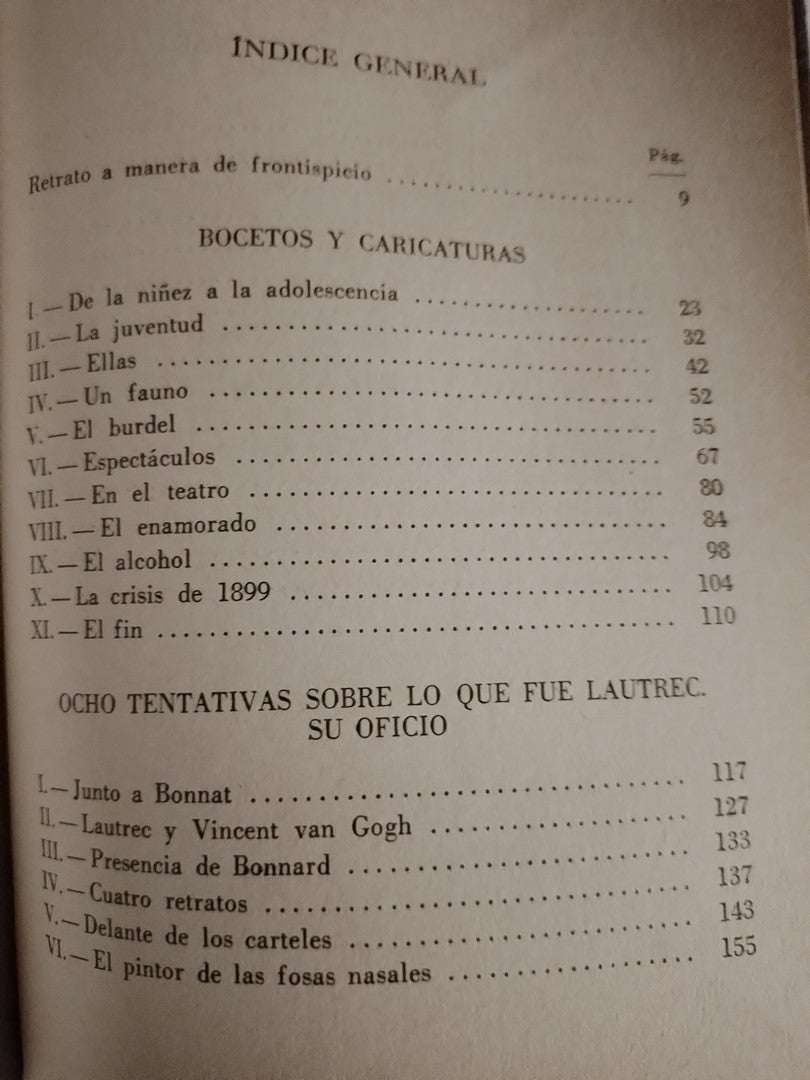 ÍNDICE GENERAL
Pág.
Retrato a manera de frontispicio .............................. 9
BOCETOS Y CARICATURAS
I — De la niñez a la adolescencia .......................... 23
II. — La juventud .......................... 32
III. — Ellas .......................... 42
IV. — Un fauno .......................... 52
V. — El burdel .......................... 55
VI. — Espectáculos .......................... 67
VII. — En el teatro .......................... 80
VIII. — El enamorado .......................... 84
IX. — El alcohol .......................... 98
X. — La crisis de 1899 .......................... 104
XI. — El fin .......................... 110
OCHO TENTATIVAS SOBRE LO QUE FUE LAUTREC.
SU OFICIO
I. — Junto a Bonnat .......................... 117
II. — Lautrec y Vincent van Gogh .......................... 127
III. — Presencia de Bonnard .......................... 133
IV. — Cuatro retratos .......................... 137
V. — Delante de los carteles .......................... 143
VI. — El pintor de las fosas nasales .......................... 155